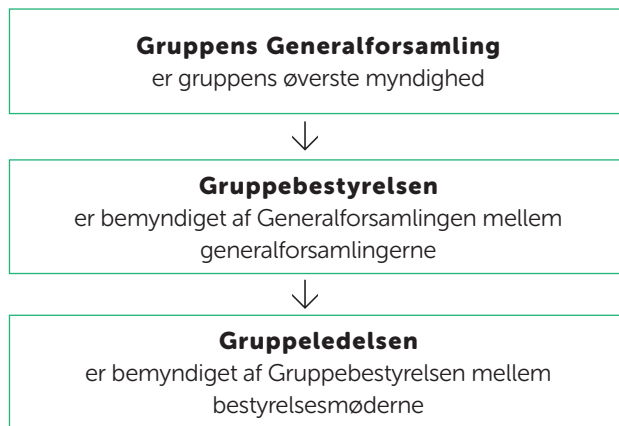 Gruppens Generalforsamling
er gruppens øverste myndighed
Gruppebestyrelsen
er bemyndiget af Generalforsamlingen mellem
generalforsamlingerne
Gruppeledelsen
er bemyndiget af Gruppebestyrelsen mellem
bestyrelsesmøderne